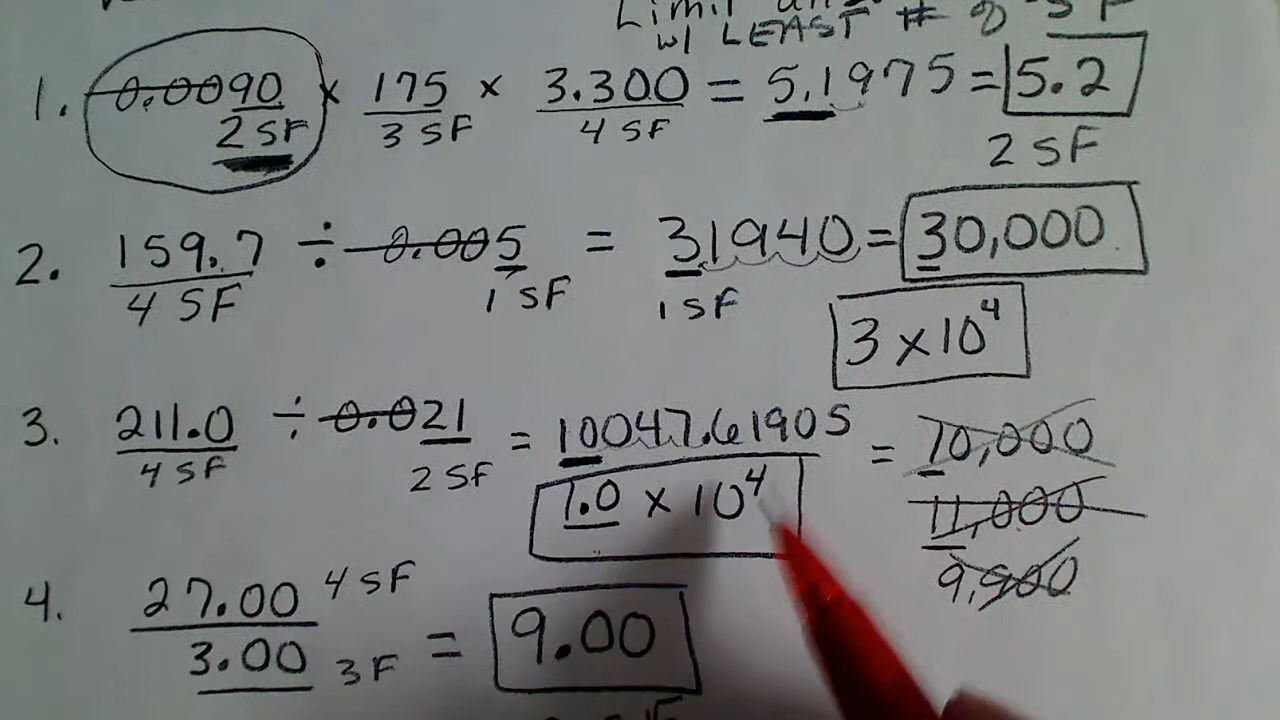 Limit
w/ LEAST # of SF
1. 0.0090 × 175 × 3.300 = 5.1975 = 5.2
2 SF 3 SF 4 SF 2 SF
2. 159.7 ÷ 0.005 = 31940 = 30,000
4 SF 1 SF 1 SF
3 x 10⁴
3. 211.0 ÷ 0.021 = 10047.61905 = 10,000
4 SF 2 SF
1.0 x 10⁴ 11,000
9,900
4. 27.00 4 SF
3.00 3 F = 9.00